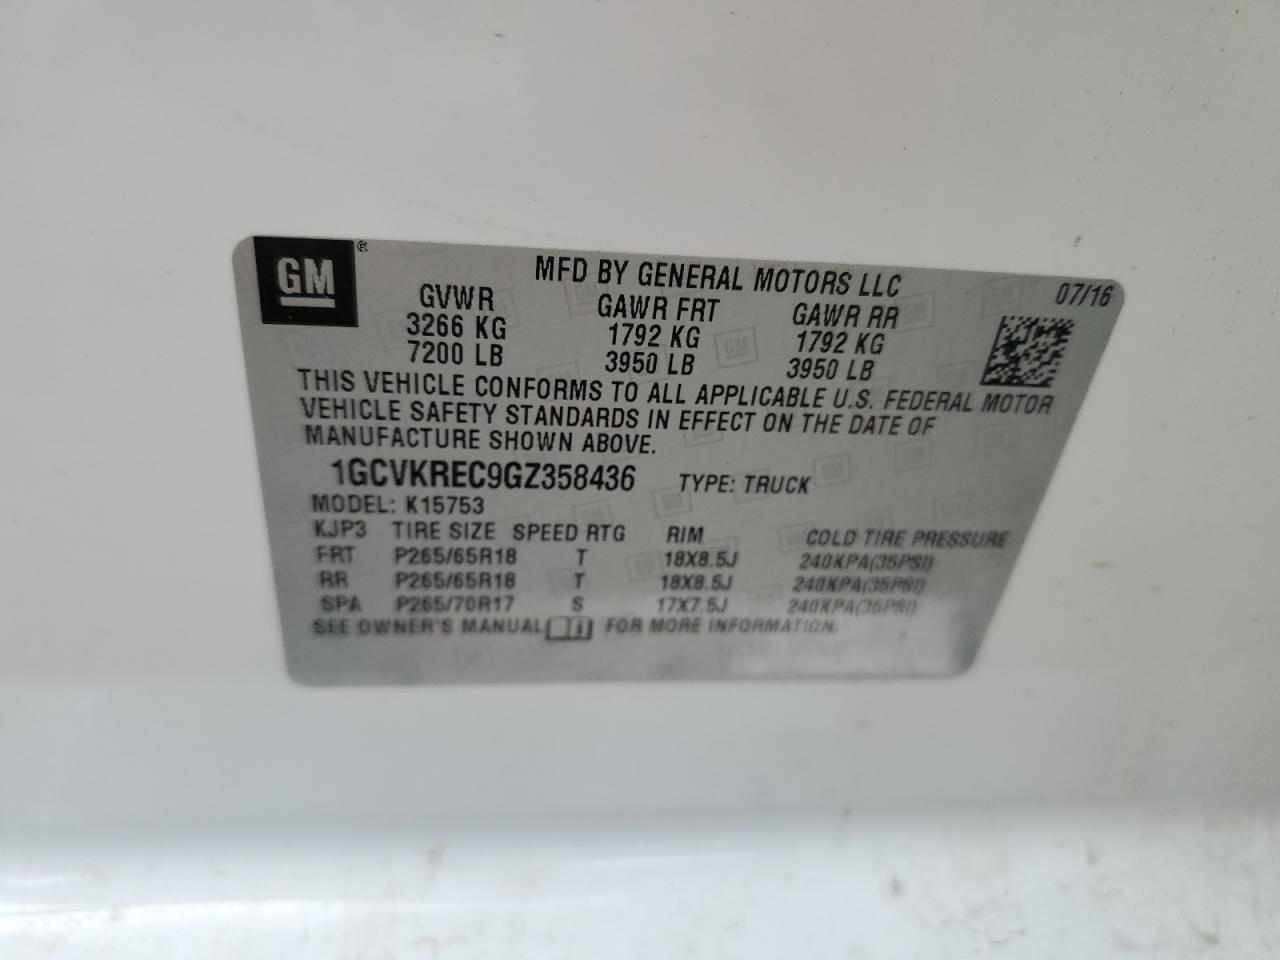 GM ®
MFD BY GENERAL MOTORS LLC 07/16
GVWR GAWR FRT GAWR RR
3266 KG 1792 KG 1792 KG
7200 LB 3950 LB 3950 LB
THIS VEHICLE CONFORMS TO ALL APPLICABLE U.S. FEDERAL MOTOR
VEHICLE SAFETY STANDARDS IN EFFECT ON THE DATE OF
MANUFACTURE SHOWN ABOVE.
1GCVKREC9GZ358436 TYPE: TRUCK
MODEL: K15753
KJP3 TIRE SIZE SPEED RTG RIM COLD TIRE PRESSURE
FRT P265/65R18 T 18X8.5J 240KPA(35PSI)
RR P265/65R18 T 18X8.5J 240KPA(35PSI)
SPA P265/70R17 S 17X7.5J 240KPA(35PSI)
SEE OWNER'S MANUAL FOR MORE INFORMATION.